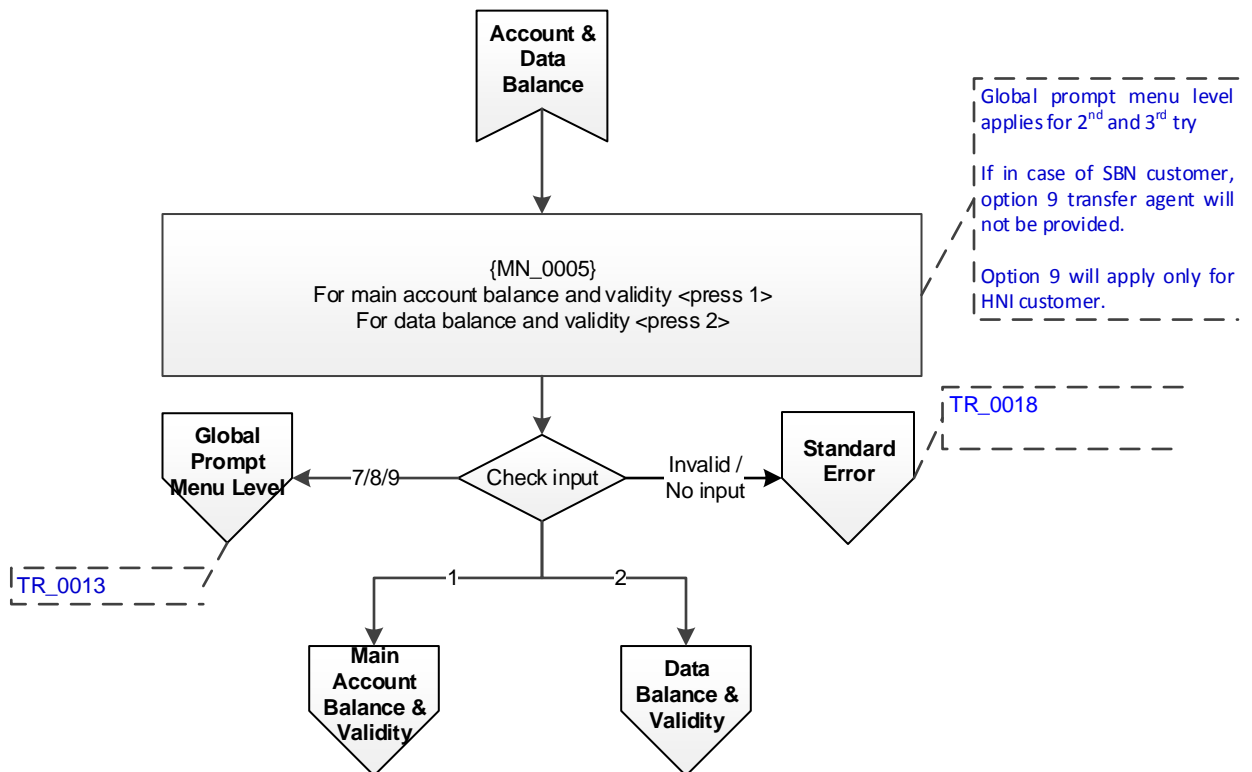 Account &
Data
Balance
Global prompt menu level
applies for 2nd and 3rd try
If in case of SBN customer,
option 9 transfer agent will
not be provided.
Option 9 will apply only for
HNI customer.
{MN_0005}
For main account balance and validity <press 1>
For data balance and validity <press 2>
TR_0018
Global
Prompt
Menu Level
7/8/9
Check input
Invalid /
No input
Standard
Error
TR_0013
1
2
Main
Account
Balance &
Validity
Data
Balance &
Validity